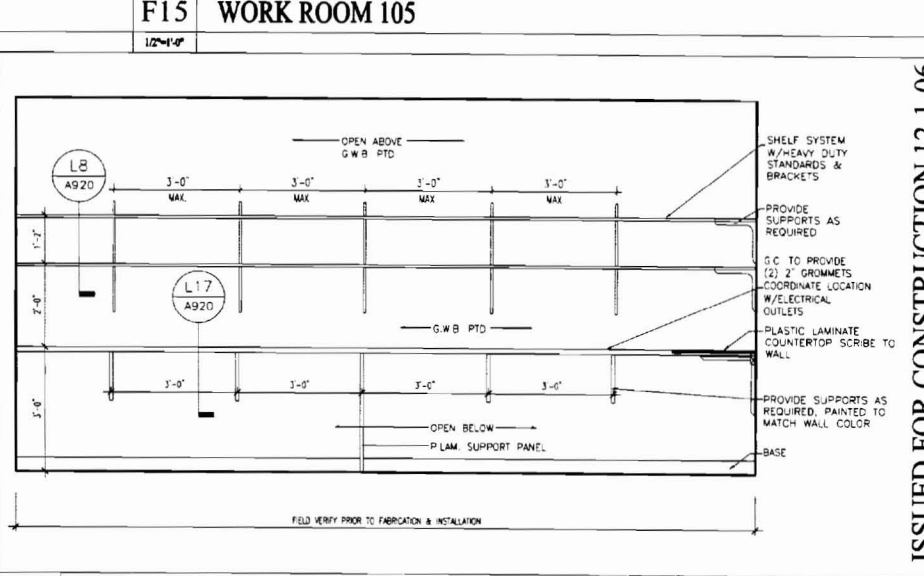 F15 WORK ROOM 105
1/2"=1'-0"
OPEN ABOVE
G W B PTD
L8
A920
3'-0" 3'-0" 3'-0" 3'-0"
MAX. MAX MAX MAX
SHELF SYSTEM
W/HEAVY DUTY
STANDARDS &
BRACKETS
PROVIDE
SUPPORTS AS
REQUIRED
1'-2"
G C TO PROVIDE
(2) 2" GROMMETS
COORDINATE LOCATION
W/ELECTRICAL
OUTLETS
L17
A920
2'-0"
G.W B PTD
PLASTIC LAMINATE
COUNTERTOP SCRIBE TO
WALL
3'-0" 3'-0" 3'-0" 3'-0"
3'-0"
PROVIDE SUPPORTS AS
REQUIRED, PAINTED TO
MATCH WALL COLOR
OPEN BELOW
P LAM. SUPPORT PANEL
BASE
FIELD VERIFY PRIOR TO FABRICATION & INSTALLATION
ISSUED FOR CONSTRUCTION 12-1-06